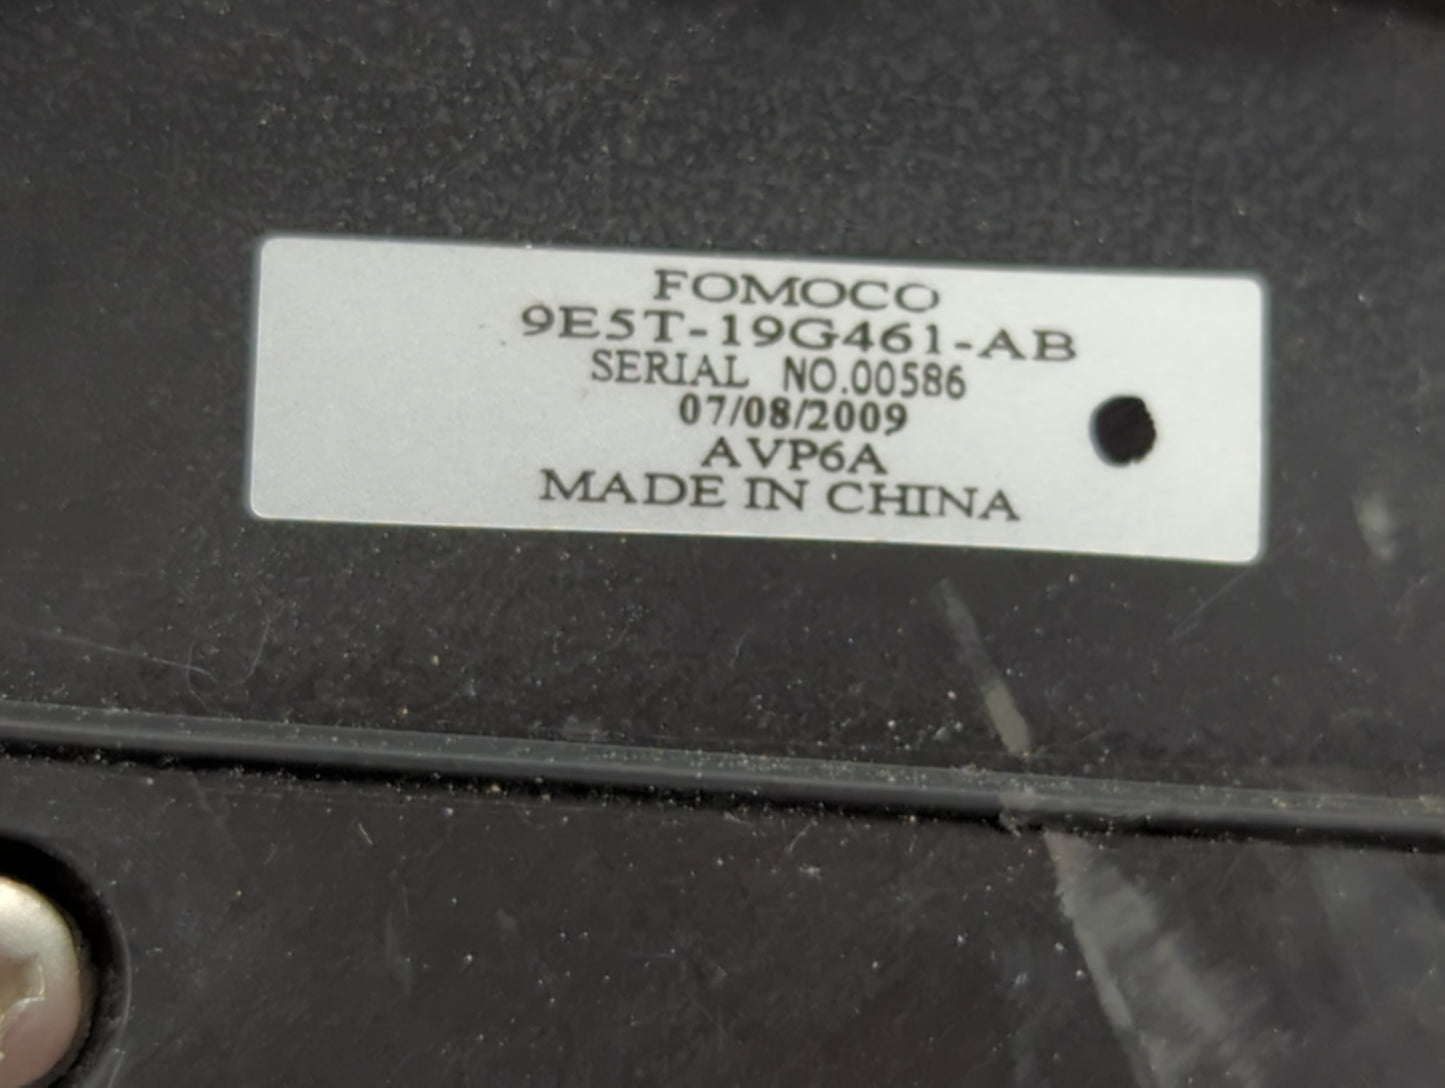 FOMOCO
9E5T-19G461-AB
SERIAL NO.00586
07/08/2009
AVP6A
MADE IN CHINA